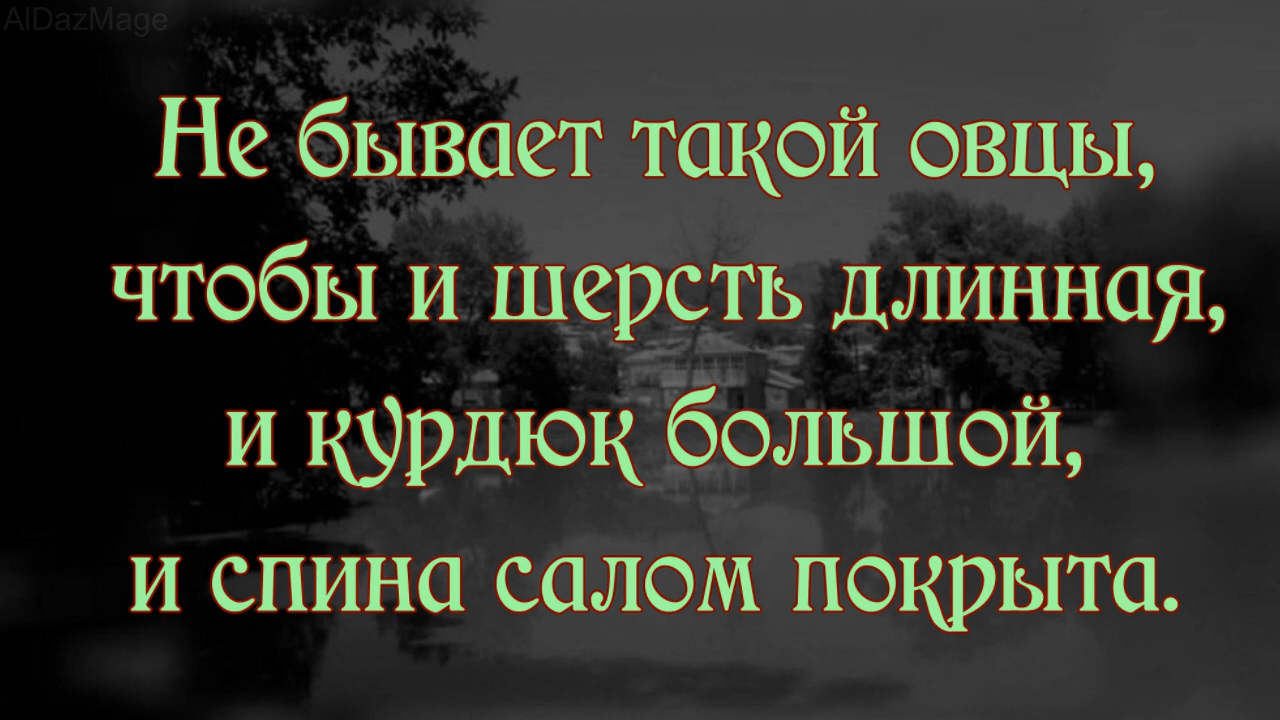 AlDazMage
Не бывает такой овцы,
чтобы и шерсть длинная,
и курдюк большой,
и спина салом покрыта.